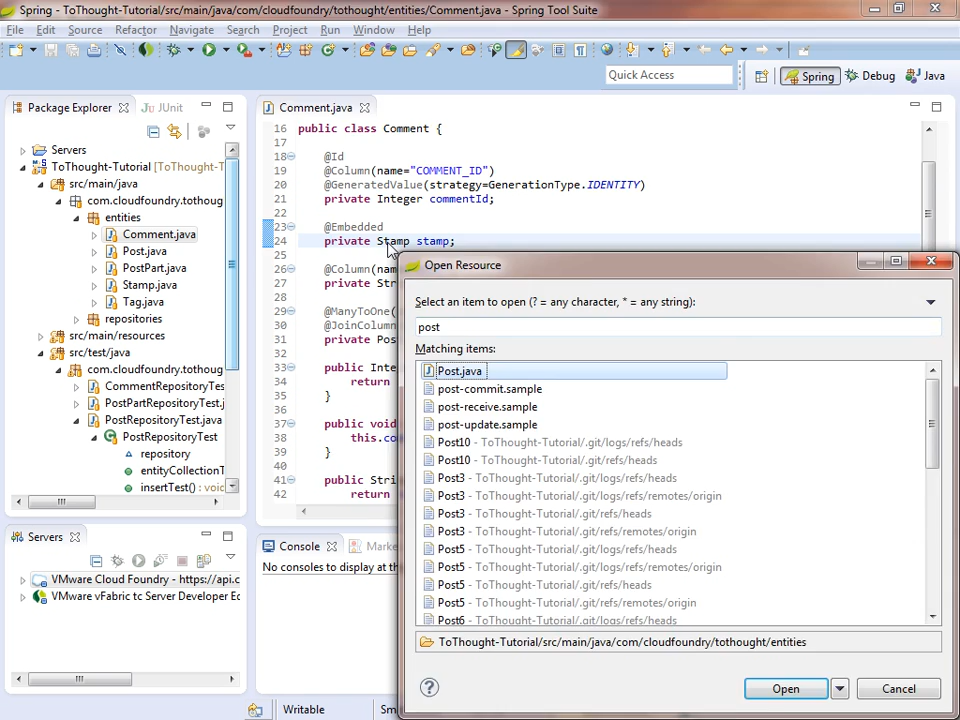 Spring - ToThought-Tutorial/src/main/java/com/cloudfoundry/tothought/entities/Comment.java - Spring Tool Suite
File Edit Source Refactor Navigate Search Project Run Window Help
Quick Access
Spring Debug Java
Package Explorer JUnit
Servers
ToThought-Tutorial [ToThought-T
src/main/java
com.cloudfoundry.tothoug
entities
Comment.java
Post.java
PostPart.java
Stamp.java
Tag.java
repositories
src/main/resources
src/test/java
com.cloudfoundry.tothoug
CommentRepositoryTes
PostPartRepositoryTest.j
PostRepositoryTest.java
PostRepositoryTest
repository
entityCollectionT
insertTest() : void
Comment.java
16 public class Comment {
17
18 @Id
19 @Column(name="COMMENT_ID")
20 @GeneratedValue(strategy=GenerationType.IDENTITY)
21 private Integer commentId;
22
23 @Embedded
24 private Stamp stamp;
25
26 @Column(nam
27 private Str
28
29 @ManyToOne(
30 @JoinColumn
31 private Pos
32
33 public Inte
34 return
35 }
36
37 public void
38 this.co
39 }
40
41 public Stri
42 return
Servers
VMware Cloud Foundry - https://api.c
VMware vFabric tc Server Developer Ed
Console Marke
No consoles to display at th
Open Resource
Select an item to open (? = any character, * = any string):
post
Matching items:
Post.java
post-commit.sample
post-receive.sample
post-update.sample
Post10 - ToThought-Tutorial/.git/logs/refs/heads
Post10 - ToThought-Tutorial/.git/refs/heads
Post3 - ToThought-Tutorial/.git/logs/refs/heads
Post3 - ToThought-Tutorial/.git/logs/refs/remotes/origin
Post3 - ToThought-Tutorial/.git/refs/heads
Post3 - ToThought-Tutorial/.git/refs/remotes/origin
Post5 - ToThought-Tutorial/.git/logs/refs/heads
Post5 - ToThought-Tutorial/.git/logs/refs/remotes/origin
Post5 - ToThought-Tutorial/.git/refs/heads
Post5 - ToThought-Tutorial/.git/refs/remotes/origin
Post6 - ToThought-Tutorial/.git/logs/refs/heads
ToThought-Tutorial/src/main/java/com/cloudfoundry/tothought/entities
Open Cancel
Writable Sm